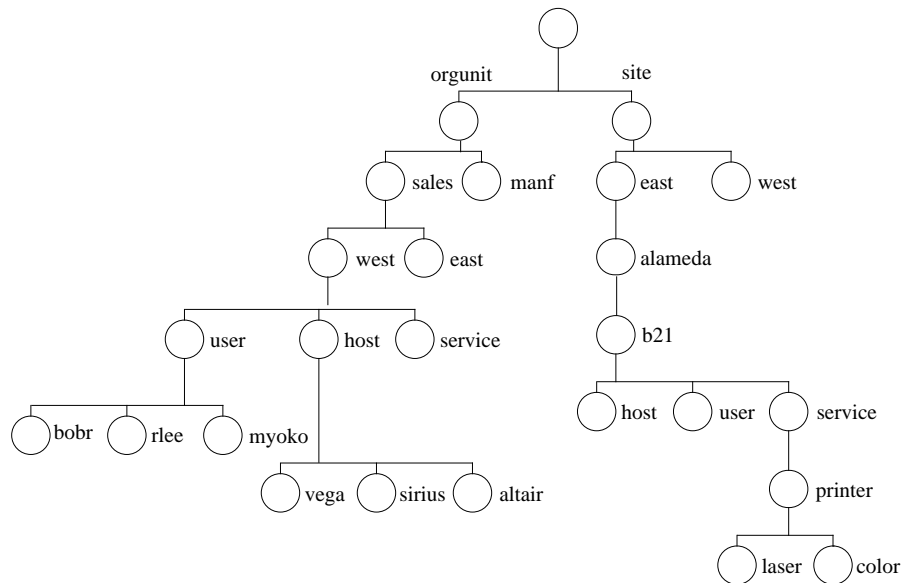 orgunit site
sales manf east west
west east alameda
user host service b21
bobr rlee myoko host user service
vega sirius altair printer
laser color